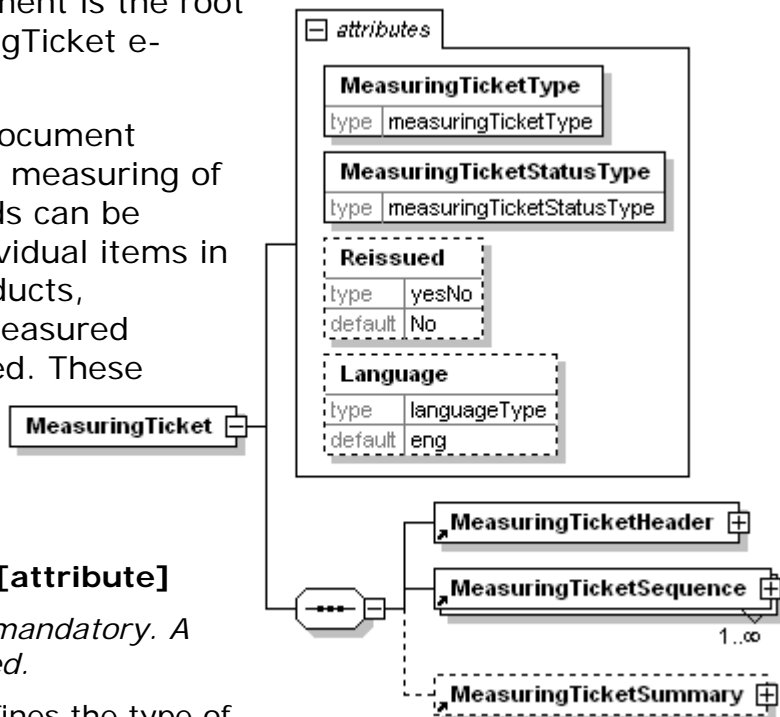 ment is the root
gTicket e-
ocument
measuring of
ds can be
vidual items in
ducts,
easured
ed. These
[attribute]
mandatory. A
ed.
fines the type of
attributes
MeasuringTicketType
type measuringTicketType
MeasuringTicketStatusType
type measuringTicketStatusType
Reissued
type yesNo
default No
Language
type languageType
default eng
MeasuringTicket
MeasuringTicketHeader
MeasuringTicketSequence
1..∞
MeasuringTicketSummary